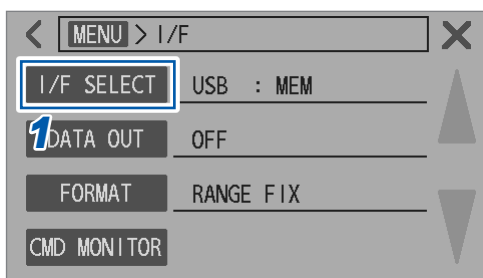 MENU > I/F
I/F SELECT USB : MEM
1
DATA OUT OFF
FORMAT RANGE FIX
CMD MONITOR